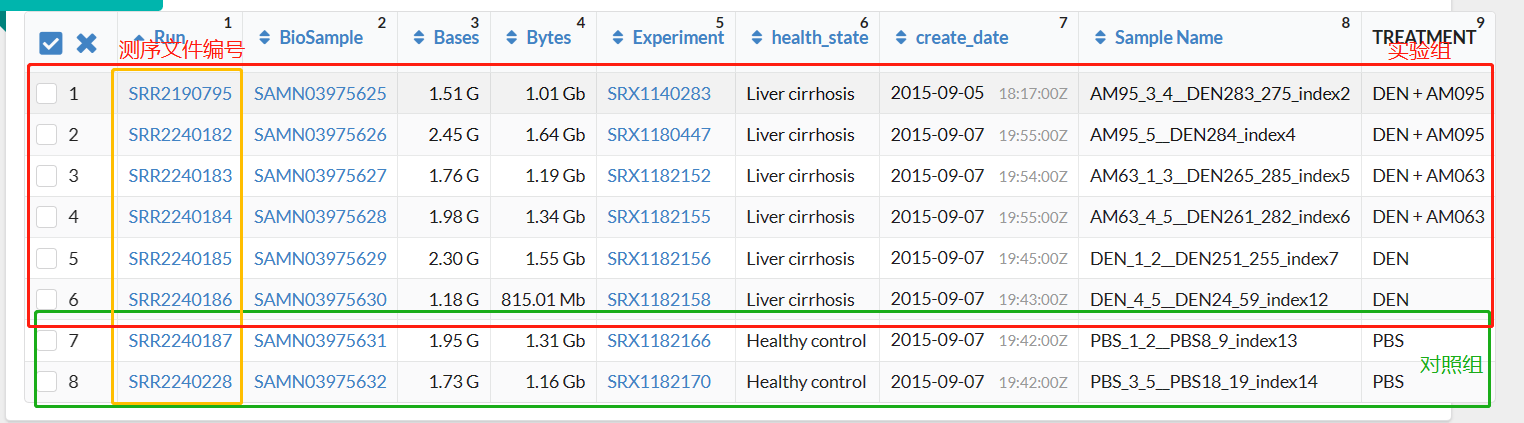 1 2 3 4 5 6 7 8 9
Run BioSample Bases Bytes Experiment health_state create_date Sample Name TREATMENT
测序文件编号 实验组
1 SRR2190795 SAMN03975625 1.51 G 1.01 Gb SRX1140283 Liver cirrhosis 2015-09-05 18:17:00Z AM95_3_4__DEN283_275_index2 DEN + AM095
2 SRR2240182 SAMN03975626 2.45 G 1.64 Gb SRX1180447 Liver cirrhosis 2015-09-07 19:55:00Z AM95_5__DEN284_index4 DEN + AM095
3 SRR2240183 SAMN03975627 1.76 G 1.19 Gb SRX1182152 Liver cirrhosis 2015-09-07 19:54:00Z AM63_1_3__DEN265_285_index5 DEN + AM063
4 SRR2240184 SAMN03975628 1.98 G 1.34 Gb SRX1182155 Liver cirrhosis 2015-09-07 19:55:00Z AM63_4_5__DEN261_282_index6 DEN + AM063
5 SRR2240185 SAMN03975629 2.30 G 1.55 Gb SRX1182156 Liver cirrhosis 2015-09-07 19:45:00Z DEN_1_2__DEN251_255_index7 DEN
6 SRR2240186 SAMN03975630 1.18 G 815.01 Mb SRX1182158 Liver cirrhosis 2015-09-07 19:43:00Z DEN_4_5__DEN24_59_index12 DEN
7 SRR2240187 SAMN03975631 1.95 G 1.31 Gb SRX1182166 Healthy control 2015-09-07 19:42:00Z PBS_1_2__PBS8_9_index13 PBS
对照组
8 SRR2240228 SAMN03975632 1.73 G 1.16 Gb SRX1182170 Healthy control 2015-09-07 19:42:00Z PBS_3_5__PBS18_19_index14 PBS